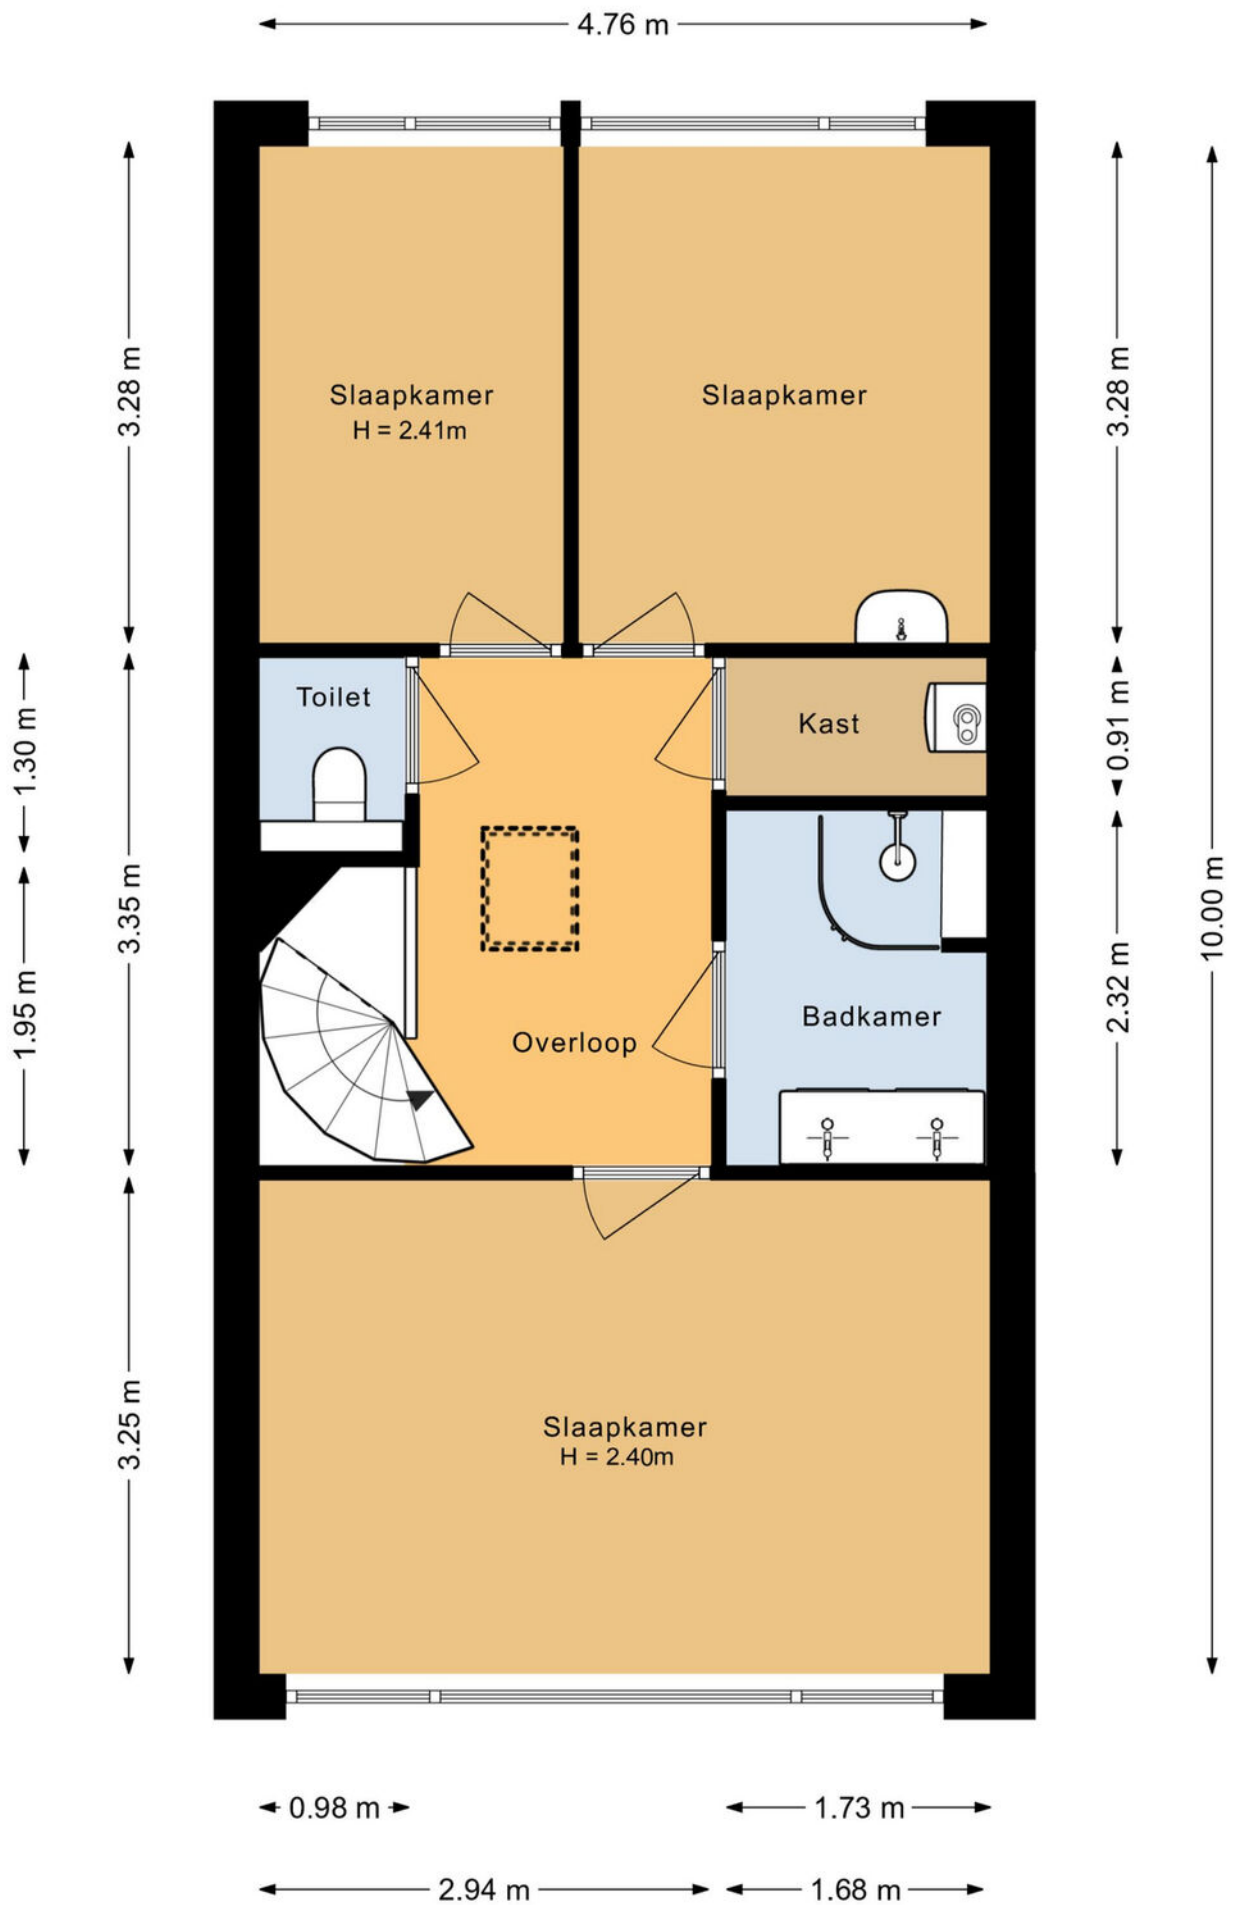 4.76 m
3.28 m
3.28 m
Slaapkamer
H = 2.41m
Slaapkamer
Toilet
Kast
1.30 m
0.91 m
3.35 m
10.00 m
1.95 m
2.32 m
Badkamer
Overloop
3.25 m
Slaapkamer
H = 2.40m
0.98 m
1.73 m
2.94 m
1.68 m